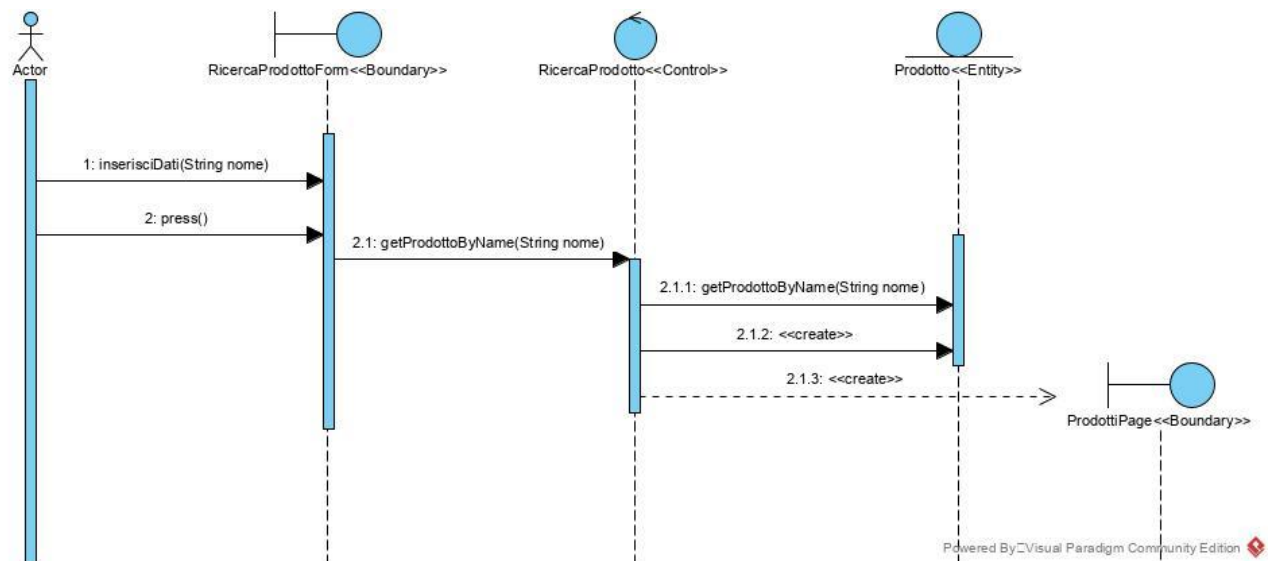 Actor
RicercaProdottoForm<<Boundary>>
RicercaProdotto<<Control>>
Prodotto<<Entity>>
1: inserisciDati(String nome)
2: press()
2.1: getProdottoByName(String nome)
2.1.1: getProdottoByName(String nome)
2.1.2: <<create>>
2.1.3: <<create>>
ProdottiPage<<Boundary>>
Powered By Visual Paradigm Community Edition